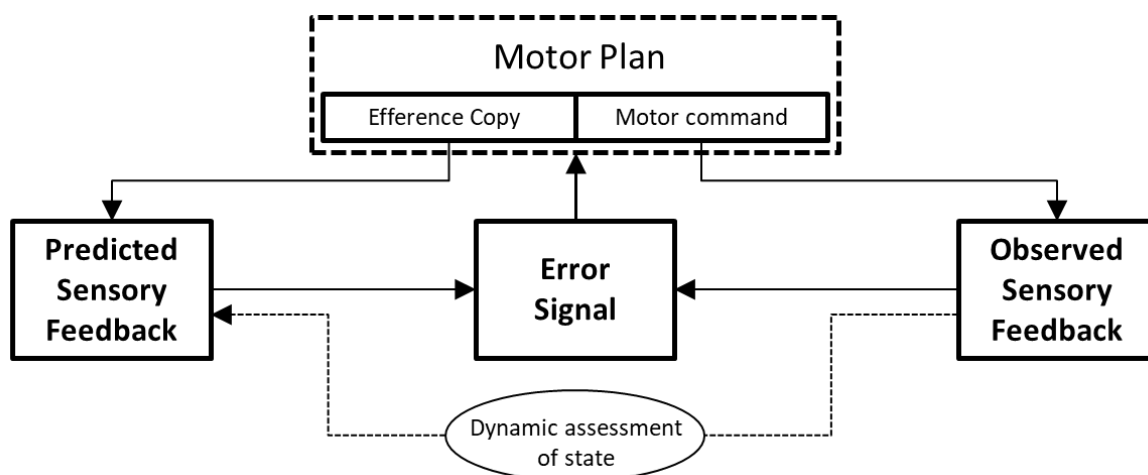 Motor Plan
Efference Copy
Motor command
Predicted
Sensory
Feedback
Error
Signal
Observed
Sensory
Feedback
Dynamic assessment
of state